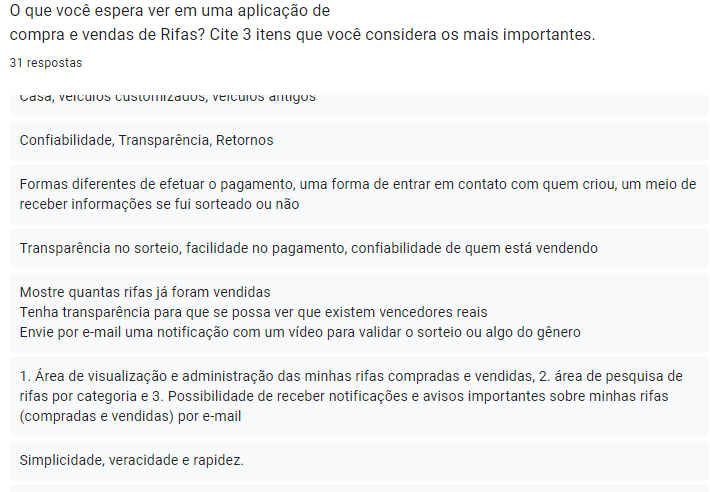 O que você espera ver em uma aplicação de
compra e vendas de Rifas? Cite 3 itens que você considera os mais importantes.
31 respostas
Casa, veículos customizados, veículos antigos
Confiabilidade, Transparência, Retornos
Formas diferentes de efetuar o pagamento, uma forma de entrar em contato com quem criou, um meio de
receber informações se fui sorteado ou não
Transparência no sorteio, facilidade no pagamento, confiabilidade de quem está vendendo
Mostre quantas rifas já foram vendidas
Tenha transparência para que se possa ver que existem vencedores reais
Envie por e-mail uma notificação com um vídeo para validar o sorteio ou algo do gênero
1. Área de visualização e administração das minhas rifas compradas e vendidas, 2. área de pesquisa de
rifas por categoria e 3. Possibilidade de receber notificações e avisos importantes sobre minhas rifas
(compradas e vendidas) por e-mail
Simplicidade, veracidade e rapidez.